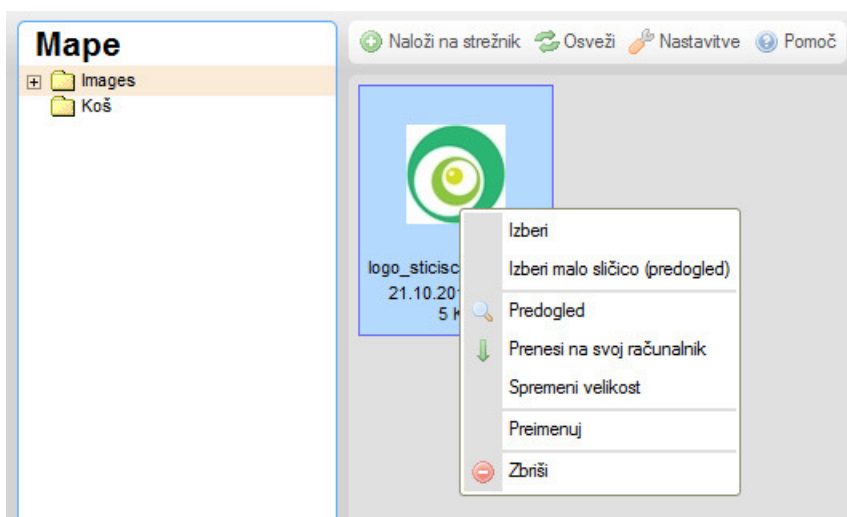 Mape
Images
Koš
Naloži na strežnik Osveži Nastavitve Pomoč
logo_sticisc
21.10.20
5
Izberi
Izberi malo sličico (predogled)
Predogled
Prenesi na svoj računalnik
Spremeni velikost
Preimenuj
Zbriši